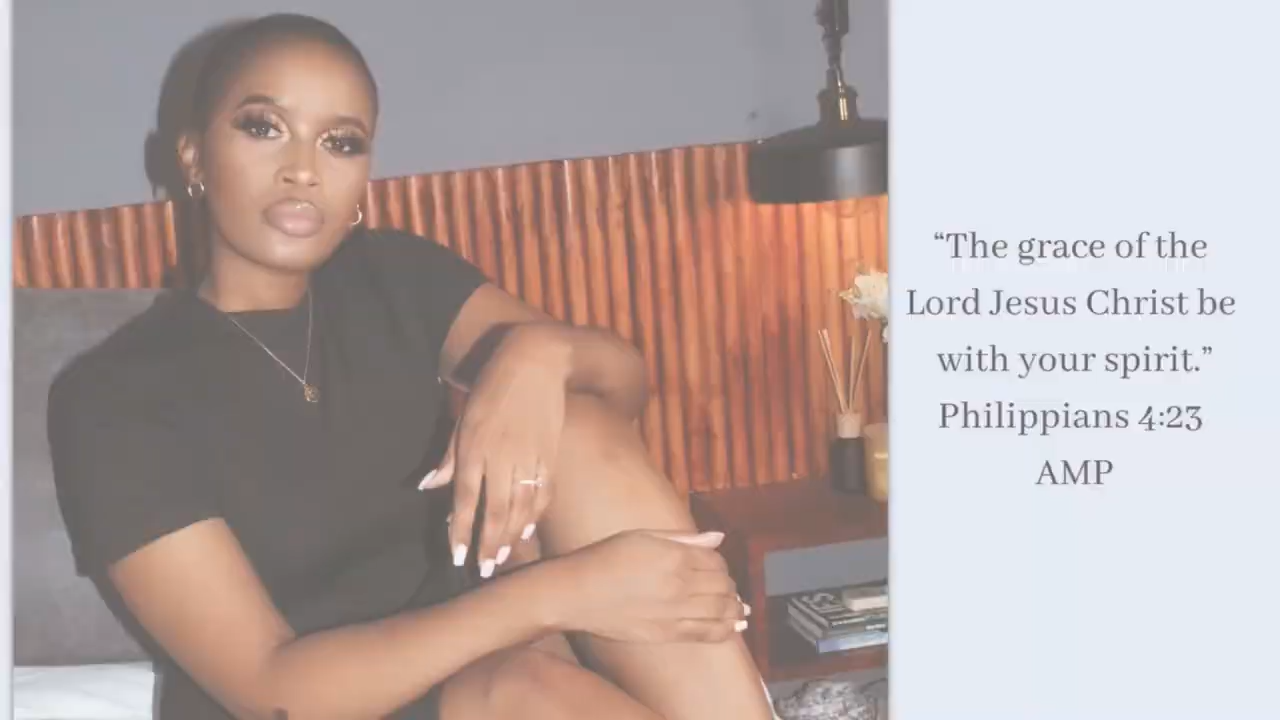 “The grace of the
Lord Jesus Christ be
with your spirit.”
Philippians 4:23
AMP